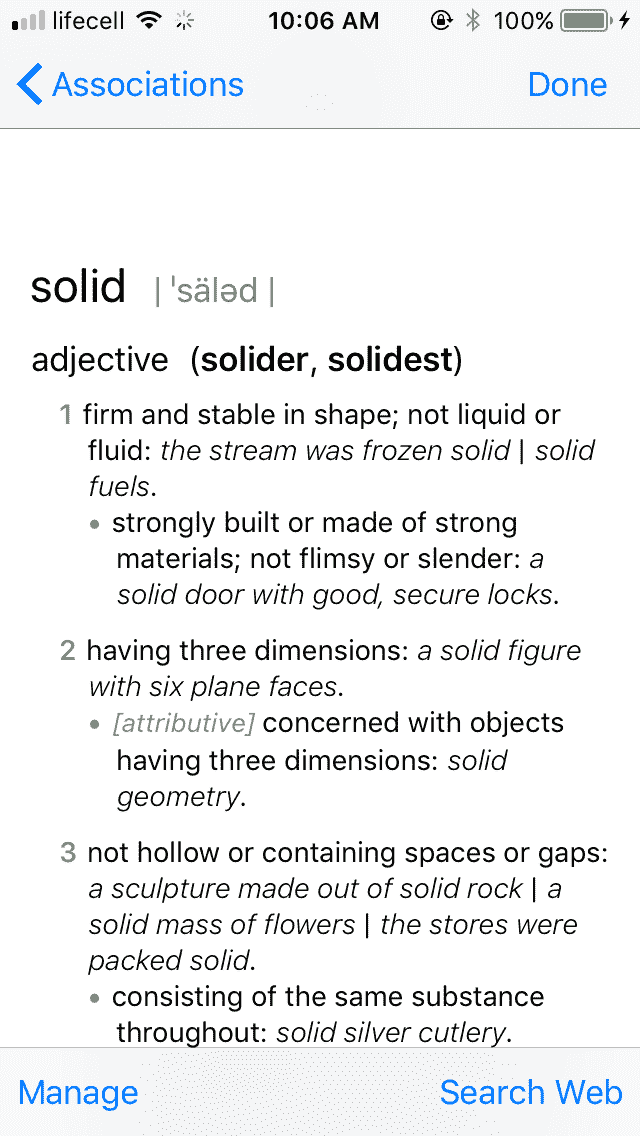 lifecell 10:06 AM 100%
Associations Done
solid | ˈsäləd |
adjective (solider, solidest)
1 firm and stable in shape; not liquid or
fluid: the stream was frozen solid | solid
fuels.
• strongly built or made of strong
materials; not flimsy or slender: a
solid door with good, secure locks.
2 having three dimensions: a solid figure
with six plane faces.
• [attributive] concerned with objects
having three dimensions: solid
geometry.
3 not hollow or containing spaces or gaps:
a sculpture made out of solid rock | a
solid mass of flowers | the stores were
packed solid.
• consisting of the same substance
throughout: solid silver cutlery.
Manage Search Web